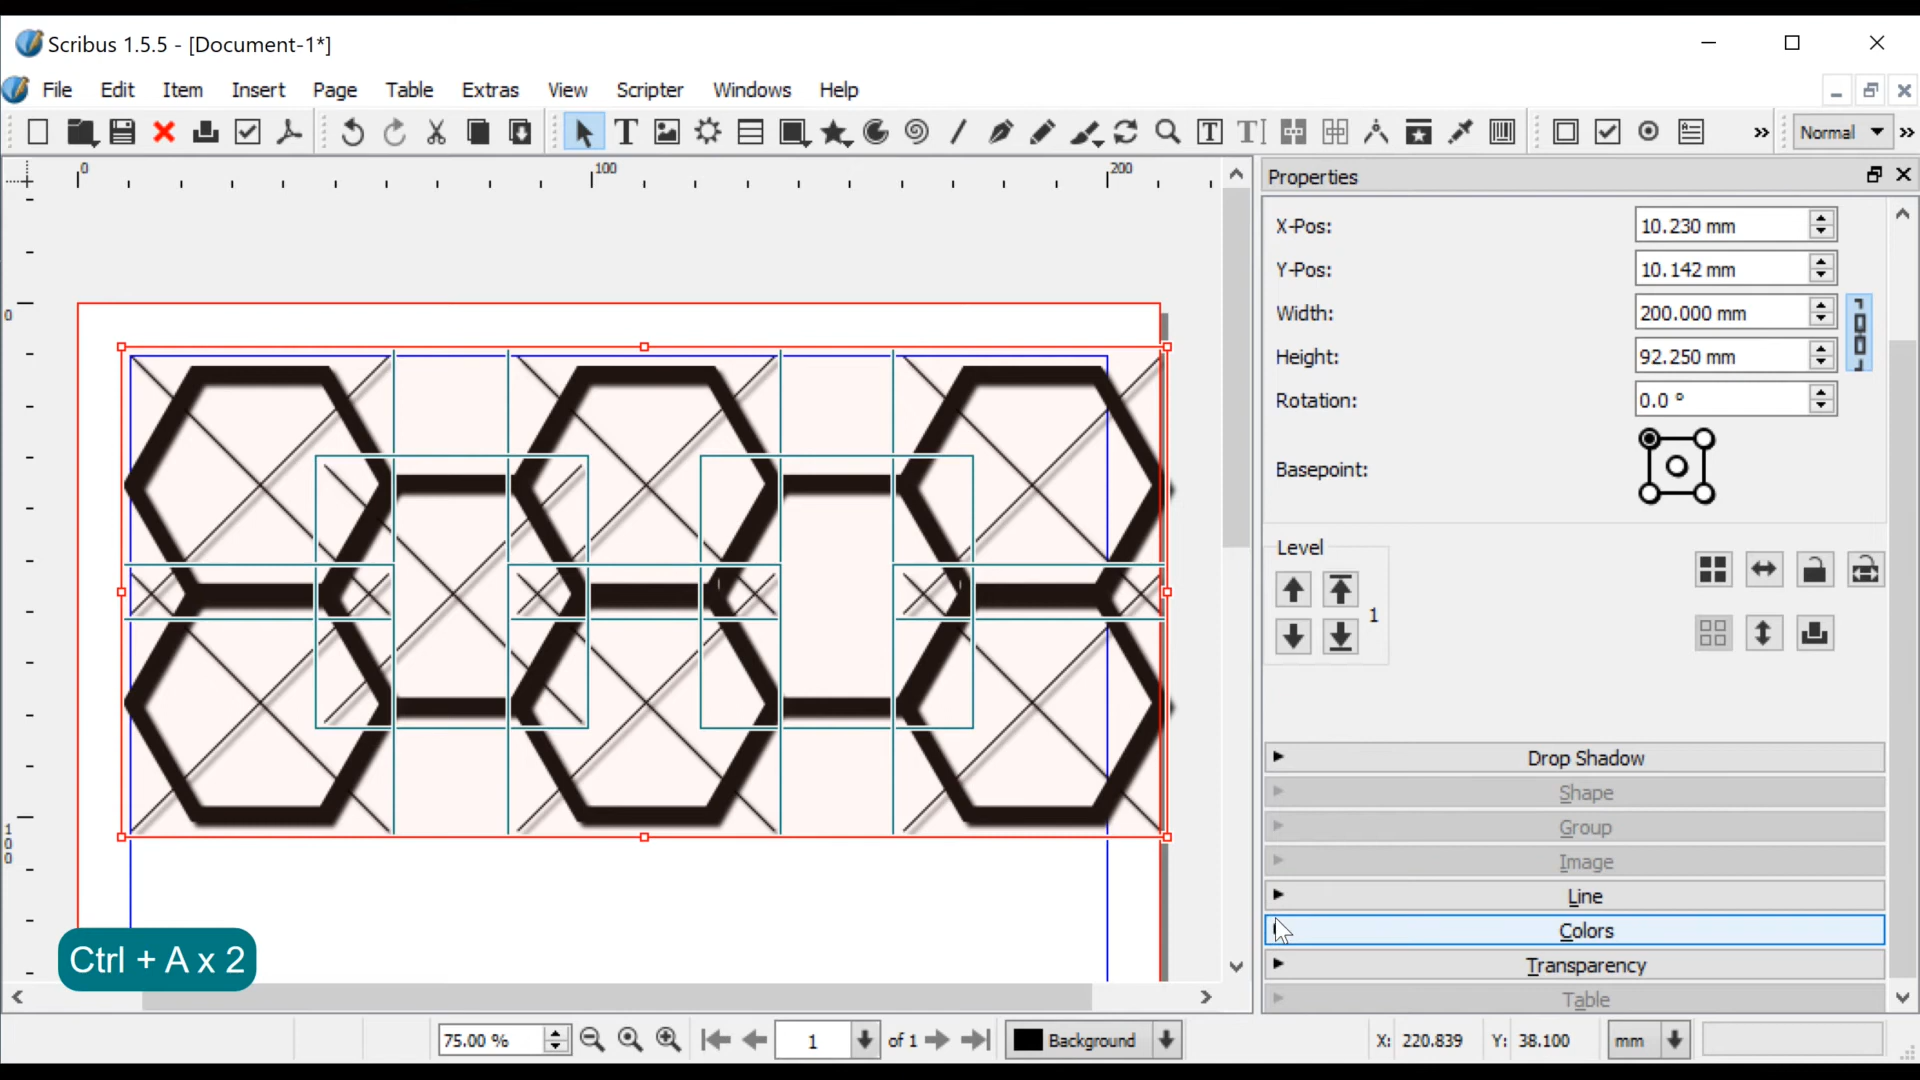 Scribus 1.5.5 - [Document-1*]
File Edit Item Insert Page Table Extras View Scripter Windows Help
Normal
0 100 200
Properties
X-Pos: 10.230 mm
Y-Pos: 10.142 mm
Width: 200.000 mm
Height: 92.250 mm
Rotation: 0.0 °
Basepoint:
Level
1
Drop Shadow
Shape
Group
Image
Line
Colors
Transparency
Table
0
100
Ctrl + A x 2
75.00 % 1 of 1 Background X: 220.839 Y: 38.100 mm